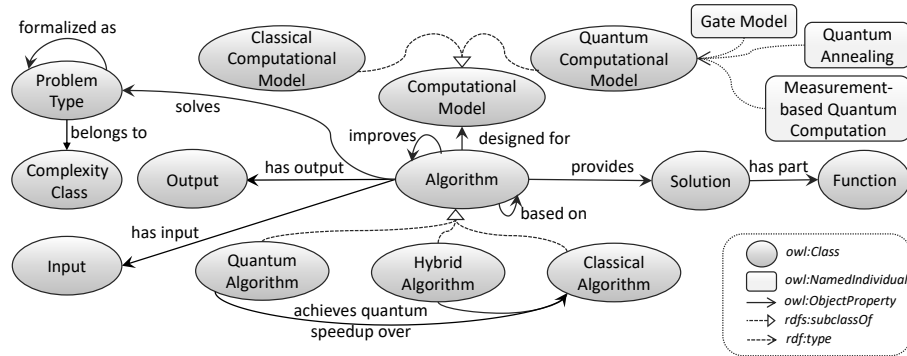 formalized as
Problem
Type
belongs to
Complexity
Class
solves
Classical
Computational
Model
Quantum
Computational
Model
Gate Model
Quantum
Annealing
Measurement-
based Quantum
Computation
Computational
Model
improves
designed for
Output
has output
Algorithm
provides
Solution
has part
Function
based on
has input
Input
Quantum
Algorithm
Hybrid
Algorithm
Classical
Algorithm
achieves quantum
speedup over
owl:Class
owl:NamedIndividual
owl:ObjectProperty
rdfs:subclassOf
rdf:type